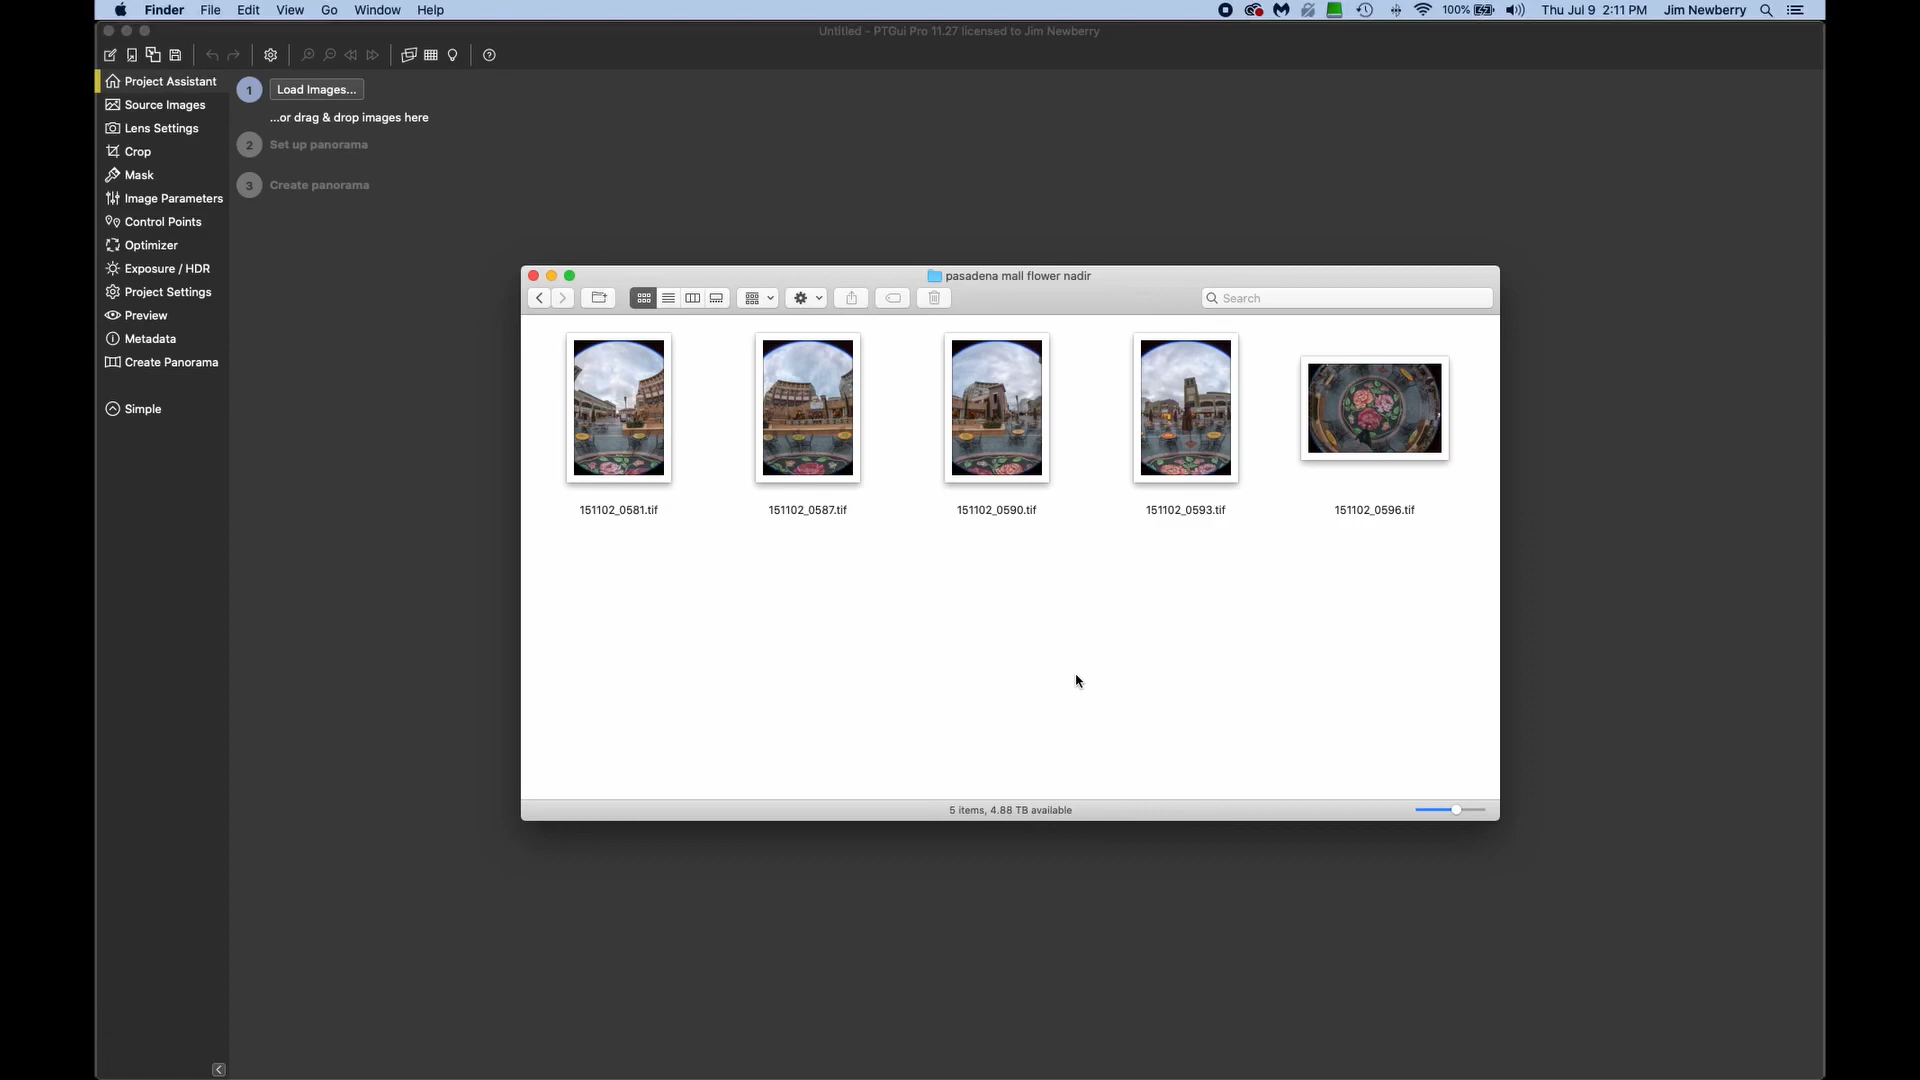 Finder File Edit View Go Window Help 100% Thu Jul 9 2:11 PM Jim Newberry
Untitled - PTGui Pro 11.27 licensed to Jim Newberry
Project Assistant
Source Images
Lens Settings
Crop
Mask
Image Parameters
Control Points
Optimizer
Exposure / HDR
Project Settings
Preview
Metadata
Create Panorama
Simple
1 Load Images...
...or drag & drop images here
2 Set up panorama
3 Create panorama
pasadena mall flower nadir
Search
151102_0581.tif 151102_0587.tif 151102_0590.tif 151102_0593.tif 151102_0596.tif
5 items, 4.88 TB available